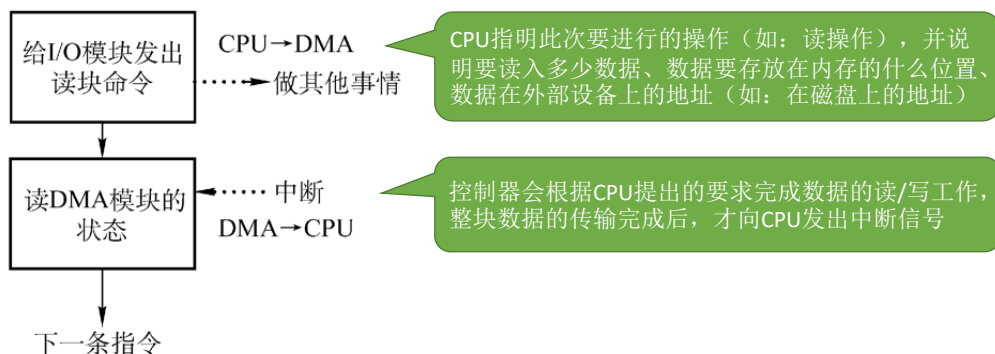 给I/O模块发出
读块命令
CPU→DMA
做其他事情
CPU指明此次要进行的操作（如：读操作），并说
明要读入多少数据、数据要存放在内存的什么位置、
数据在外部设备上的地址（如：在磁盘上的地址）
读DMA模块的
状态
中断
DMA→CPU
控制器会根据CPU提出的要求完成数据的读/写工作，
整块数据的传输完成后，才向CPU发出中断信号
下一条指令